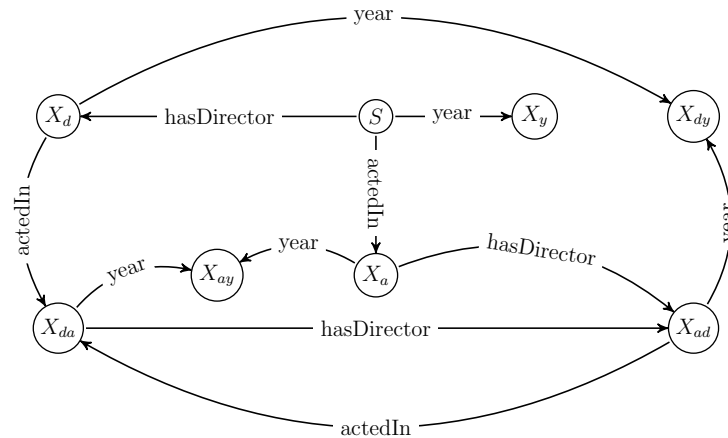 year
X_d
hasDirector
S
year
X_y
X_dy
actedIn
actedIn
year
year
X_ay
X_a
hasDirector
year
X_da
hasDirector
X_ad
actedIn